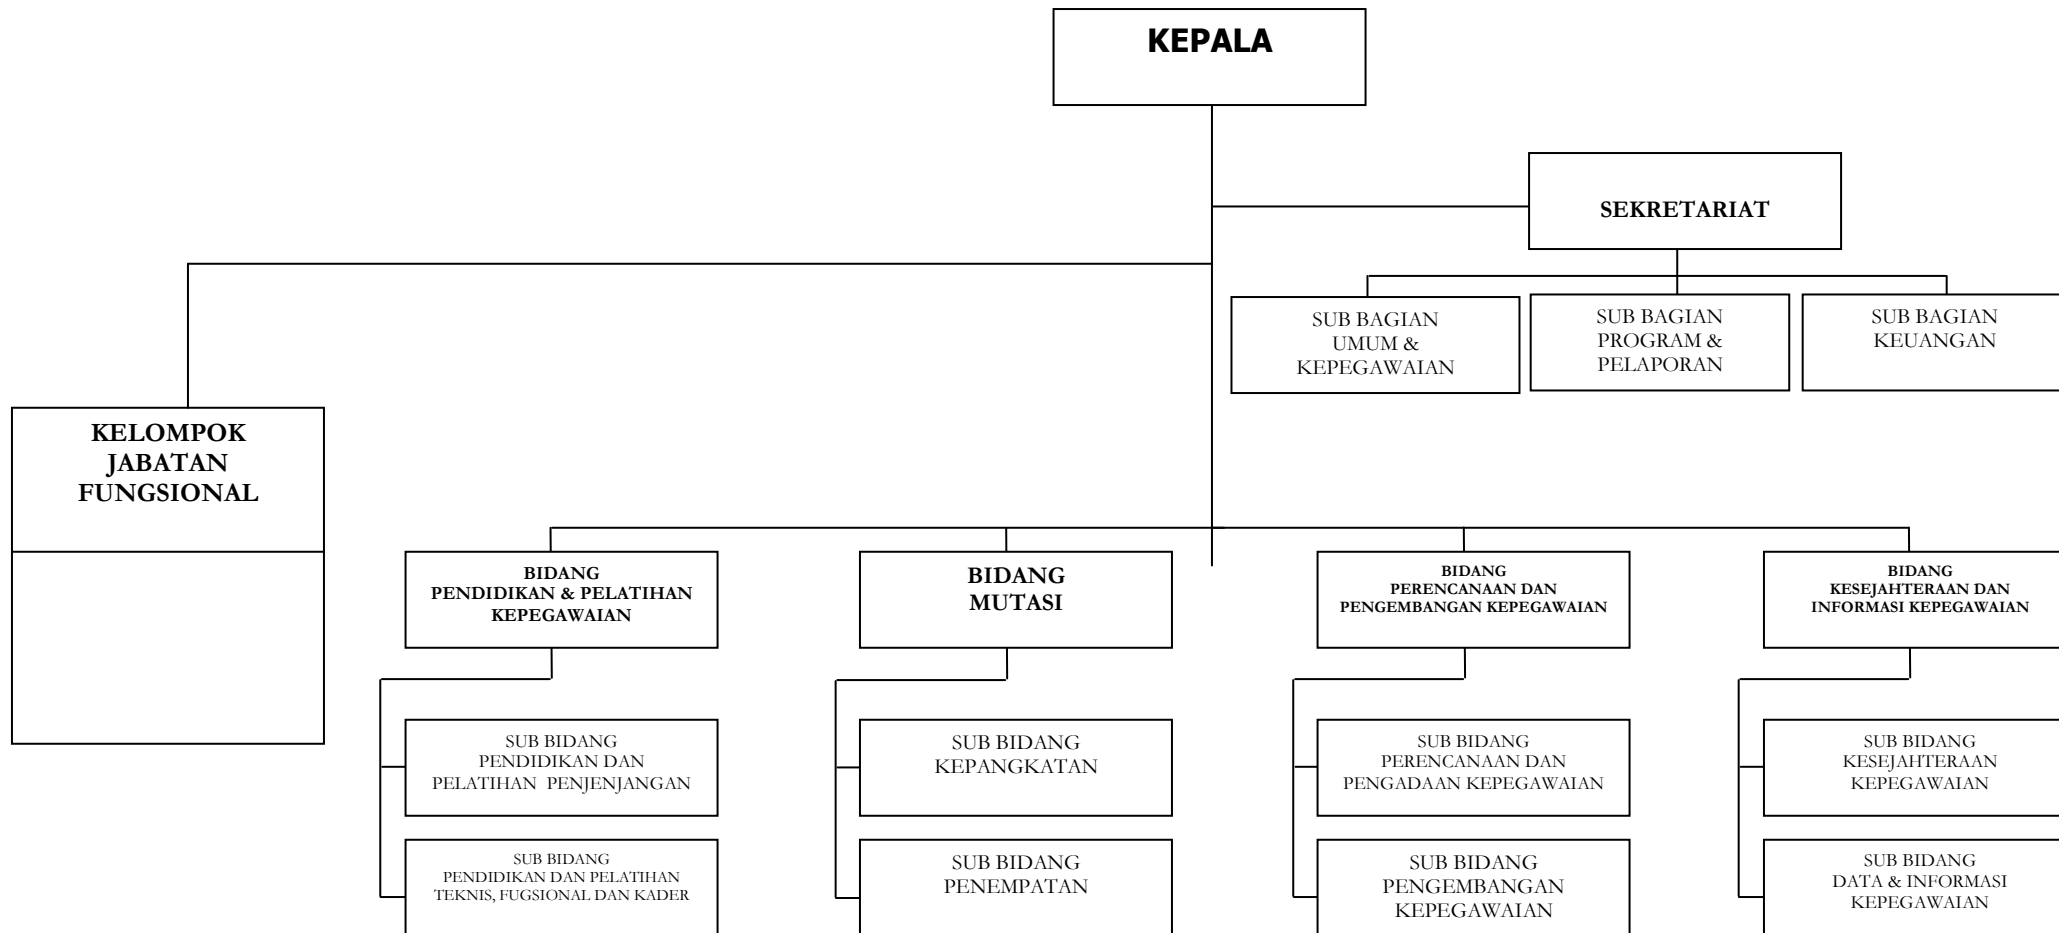 KEPALA
SEKRETARIAT
SUB BAGIAN
UMUM &
KEPEGAWAIAN
SUB BAGIAN
PROGRAM &
PELAPORAN
SUB BAGIAN
KEUANGAN
KELOMPOK
JABATAN
FUNGSIONAL
BIDANG
PENDIDIKAN & PELATIHAN
KEPEGAWAIAN
BIDANG
MUTASI
BIDANG
PERENCANAAN DAN
PENGEMBANGAN KEPEGAWAIAN
BIDANG
KESEJAHTERAAN DAN
INFORMASI KEPEGAWAIAN
SUB BIDANG
PENDIDIKAN DAN
PELATIHAN PENJENJANGAN
SUB BIDANG
KEPANGKATAN
SUB BIDANG
PERENCANAAN DAN
PENGADAAN KEPEGAWAIAN
SUB BIDANG
KESEJAHTERAAN
KEPEGAWAIAN
SUB BIDANG
PENDIDIKAN DAN PELATIHAN
TEKNIS, FUGSIONAL DAN KADER
SUB BIDANG
PENEMPATAN
SUB BIDANG
PENGEMBANGAN
KEPEGAWAIAN
SUB BIDANG
DATA & INFORMASI
KEPEGAWAIAN